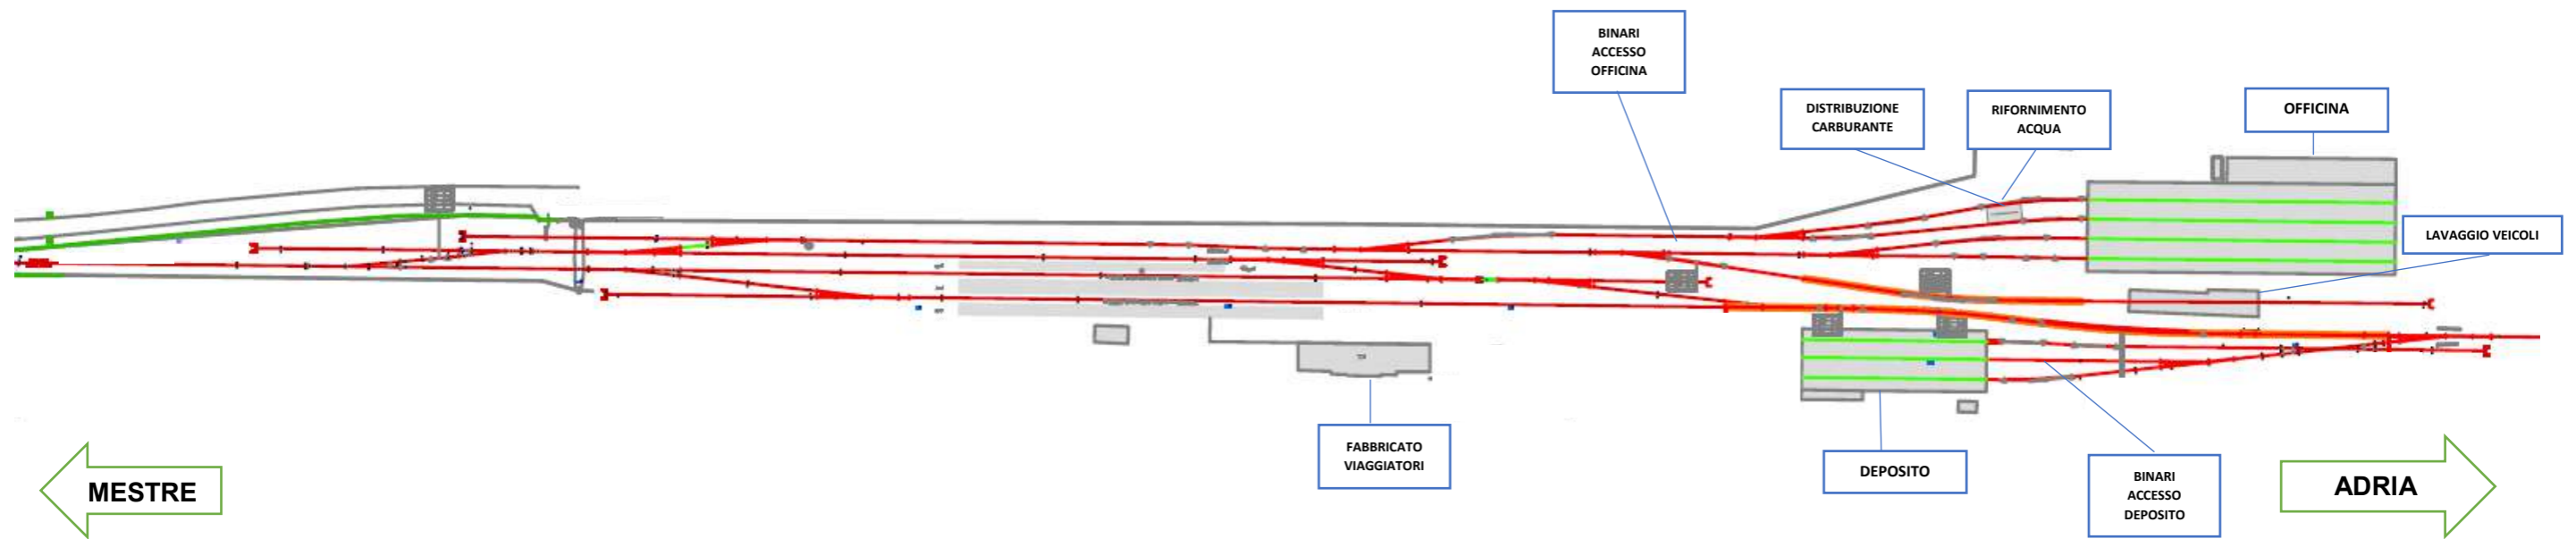 BINARI
ACCESSO
OFFICINA
DISTRIBUZIONE
CARBURANTE
RIFORNIMENTO
ACQUA
OFFICINA
LAVAGGIO VEICOLI
FABBRICATO
VIAGGIATORI
DEPOSITO
BINARI
ACCESSO
DEPOSITO
MESTRE
ADRIA